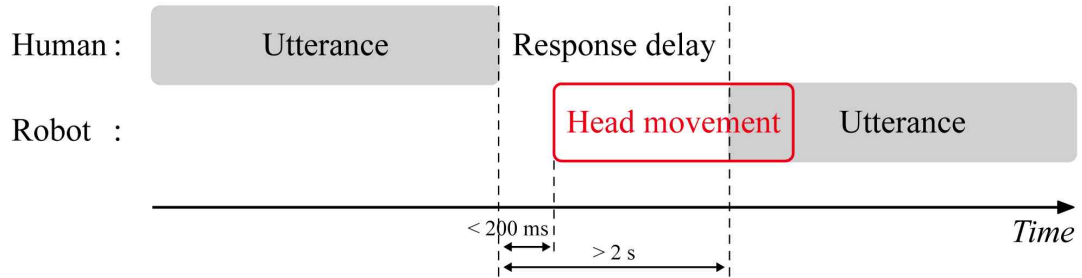 Human : Utterance Response delay
Robot : Head movement Utterance
Time
< 200 ms
> 2 s